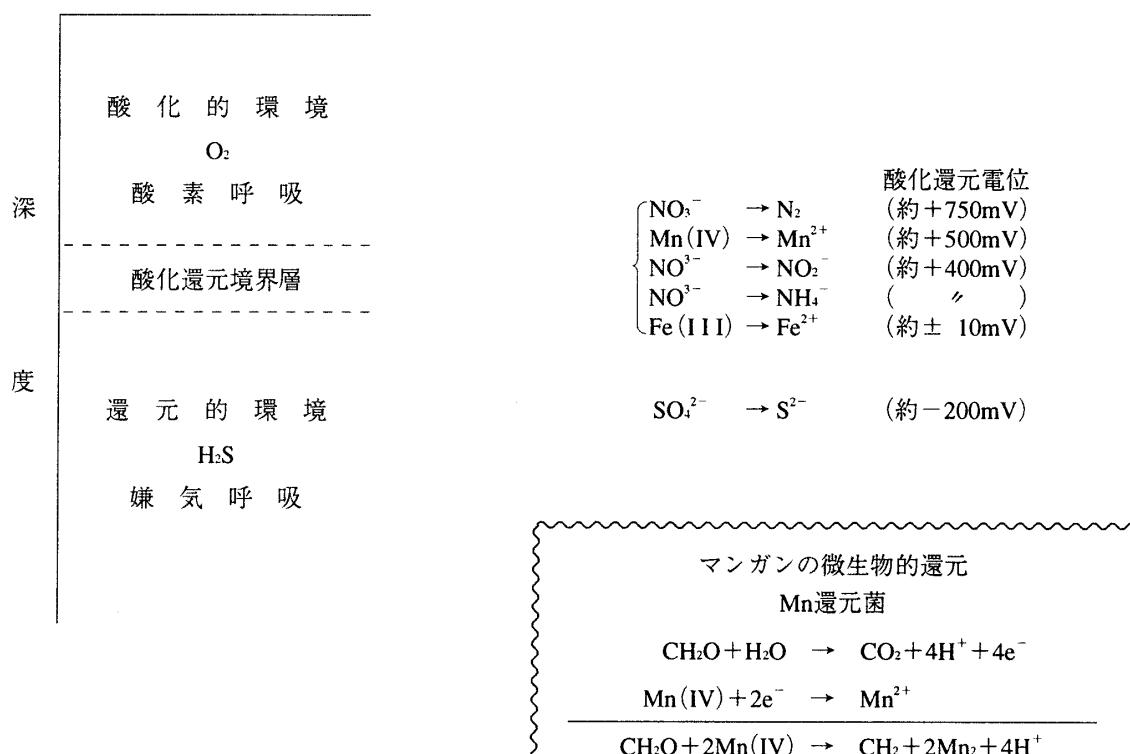 深度
酸化的環境
O₂
酸素呼吸
酸化還元境界層
還元的環境
H₂S
嫌気呼吸
酸化還元電位
NO₃⁻ → N₂ (約+750mV)
Mn(IV) → Mn²⁺ (約+500mV)
NO³⁻ → NO₂⁻ (約+400mV)
NO³⁻ → NH₄⁻ ( 〃 )
Fe(III) → Fe²⁺ (約± 10mV)
SO₄²⁻ → S²⁻ (約−200mV)
マンガンの微生物的還元
Mn還元菌
CH₂O+H₂O → CO₂+4H⁺+4e⁻
Mn(IV)+2e⁻ → Mn²⁺
CH₂O+2Mn(IV) → CH₂+2Mn₂+4H⁺